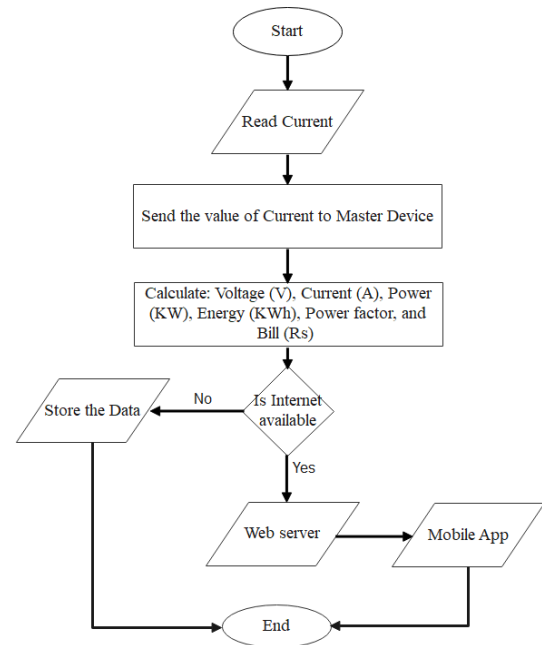 Start
Read Current
Send the value of Current to Master Device
Calculate: Voltage (V), Current (A), Power
(KW), Energy (KWh), Power factor, and
Bill (Rs)
Is Internet
available
No
Store the Data
Yes
Web server
Mobile App
End